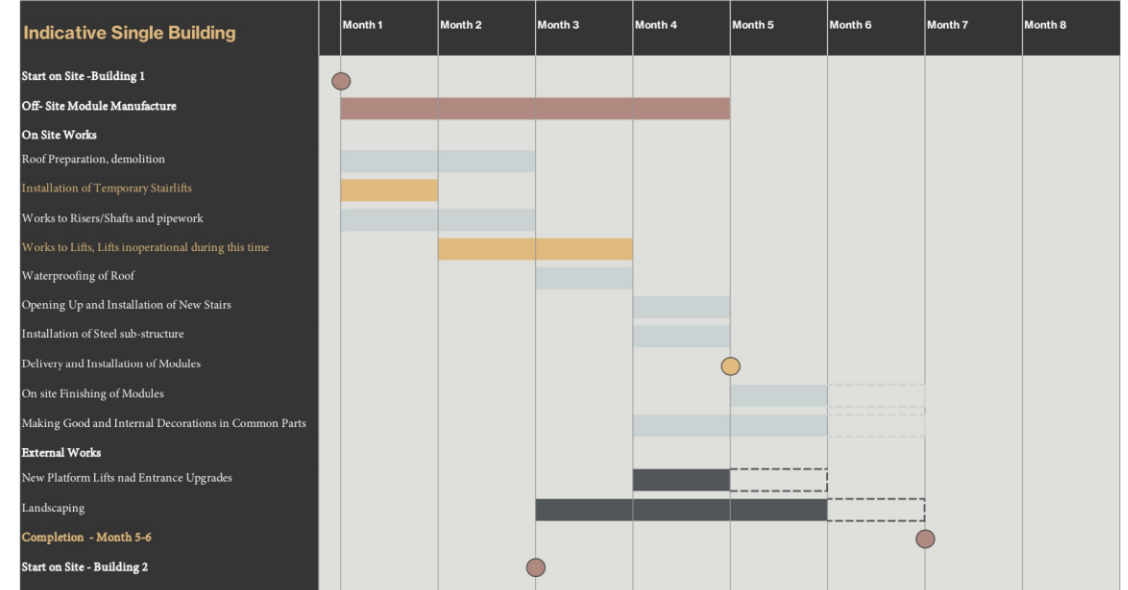 Indicative Single Building
Month 1 Month 2 Month 3 Month 4 Month 5 Month 6 Month 7 Month 8
Start on Site -Building 1
Off- Site Module Manufacture
On Site Works
Roof Preparation, demolition
Installation of Temporary Stairlifts
Works to Risers/Shafts and pipework
Works to Lifts, Lifts inoperational during this time
Waterproofing of Roof
Opening Up and Installation of New Stairs
Installation of Steel sub-structure
Delivery and Installation of Modules
On site Finishing of Modules
Making Good and Internal Decorations in Common Parts
External Works
New Platform Lifts nad Entrance Upgrades
Landscaping
Completion - Month 5-6
Start on Site - Building 2